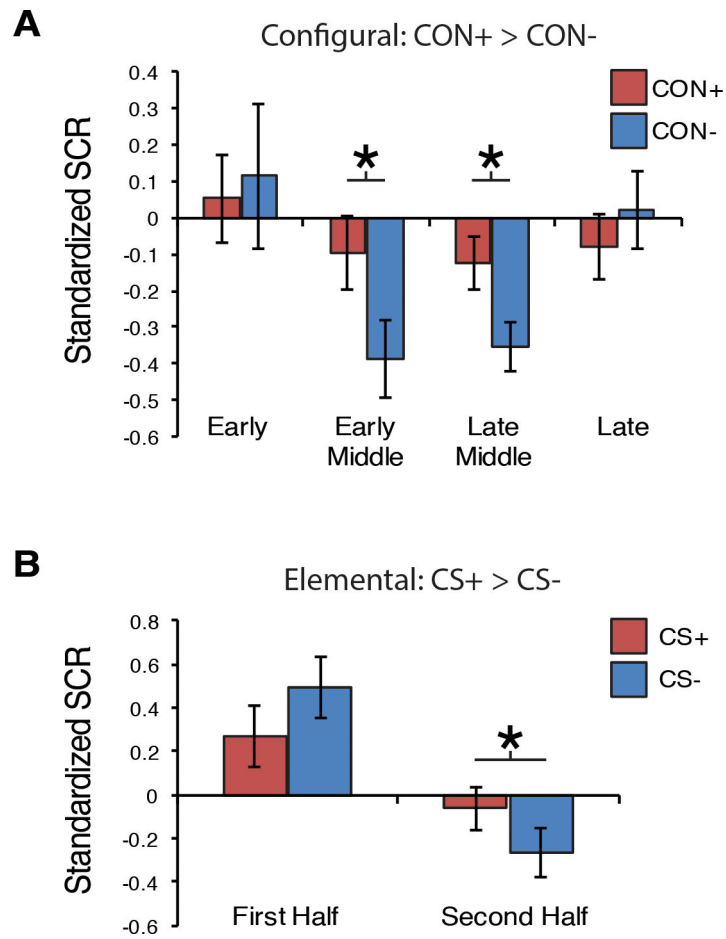 A
Configural: CON+ > CON-
CON+
CON-
Standardized SCR
0.4
0.3
0.2
0.1
0
-0.1
-0.2
-0.3
-0.4
-0.5
-0.6
*
*
Early
Early
Middle
Late
Middle
Late
B
Elemental: CS+ > CS-
CS+
CS-
Standardized SCR
0.8
0.6
0.4
0.2
0
-0.2
-0.4
-0.6
*
First Half
Second Half